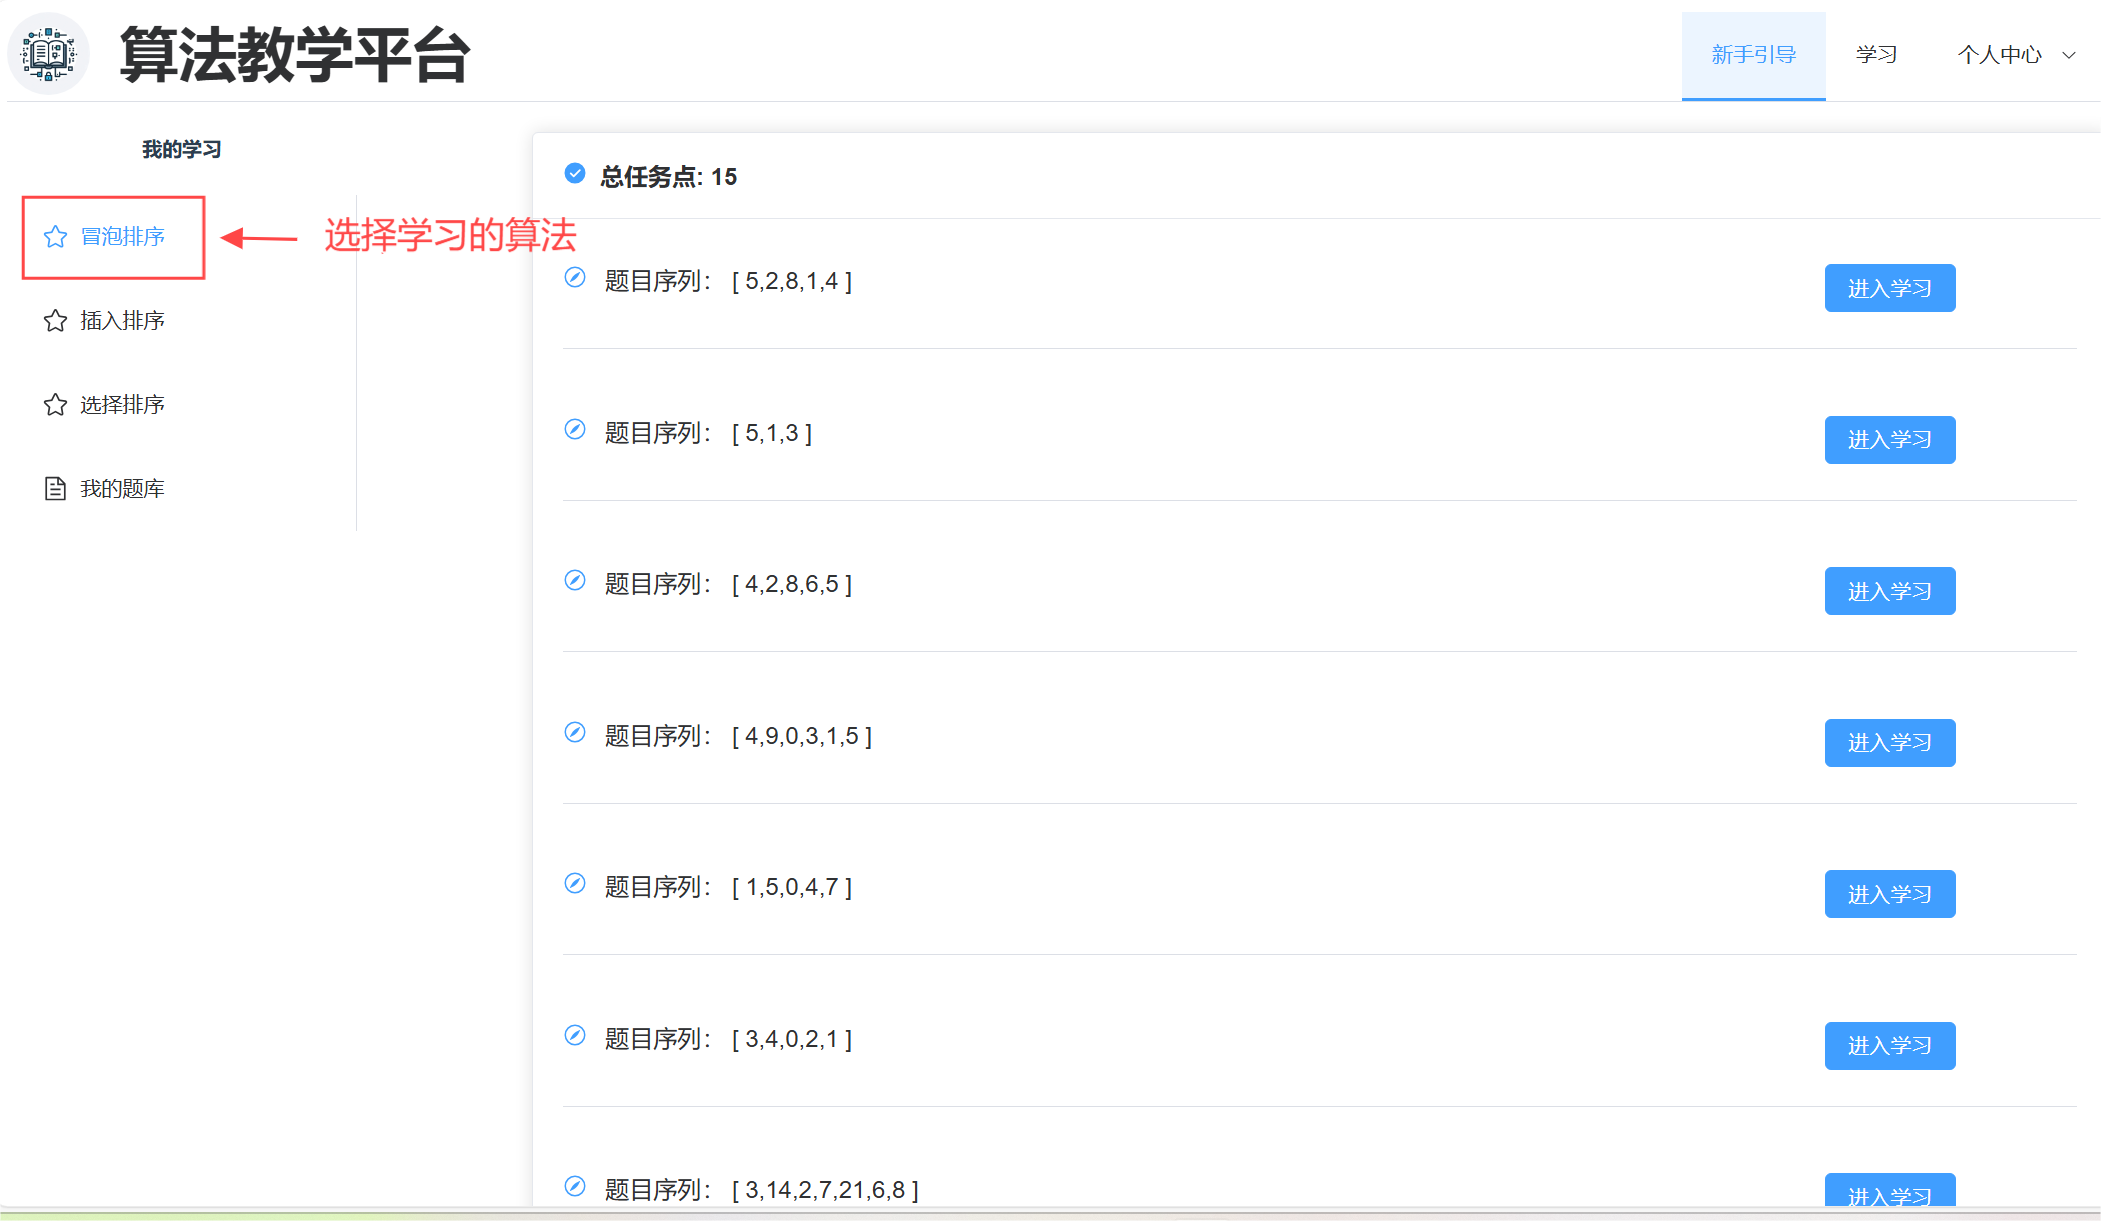 算法教学平台
新手引导
学习
个人中心
我的学习
冒泡排序
选择学习的算法
插入排序
选择排序
我的题库
总任务点: 15
题目序列： [ 5,2,8,1,4 ]
进入学习
题目序列： [ 5,1,3 ]
进入学习
题目序列： [ 4,2,8,6,5 ]
进入学习
题目序列： [ 4,9,0,3,1,5 ]
进入学习
题目序列： [ 1,5,0,4,7 ]
进入学习
题目序列： [ 3,4,0,2,1 ]
进入学习
题目序列： [ 3,14,2,7,21,6,8 ]
进入学习